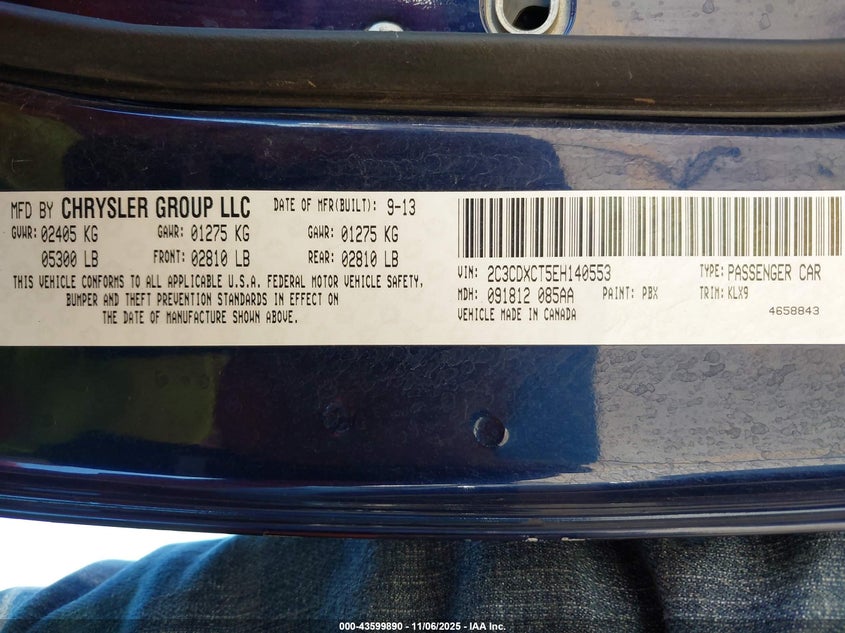 MFD BY CHRYSLER GROUP LLC DATE OF MFR(BUILT): 9-13
GVWR: 02405 KG GAWR: 01275 KG GAWR: 01275 KG
05300 LB FRONT: 02810 LB REAR: 02810 LB
THIS VEHICLE CONFORMS TO ALL APPLICABLE U.S.A. FEDERAL MOTOR VEHICLE SAFETY,
BUMPER AND THEFT PREVENTION STANDARDS IN EFFECT ON
THE DATE OF MANUFACTURE SHOWN ABOVE.
VIN: 2C3CDXCT5EH140553 TYPE: PASSENGER CAR
MDH: 091812 085AA PAINT: PBX TRIM: KLX9
VEHICLE MADE IN CANADA 4658843
000-43599890 - 11/06/2025 - IAA Inc.